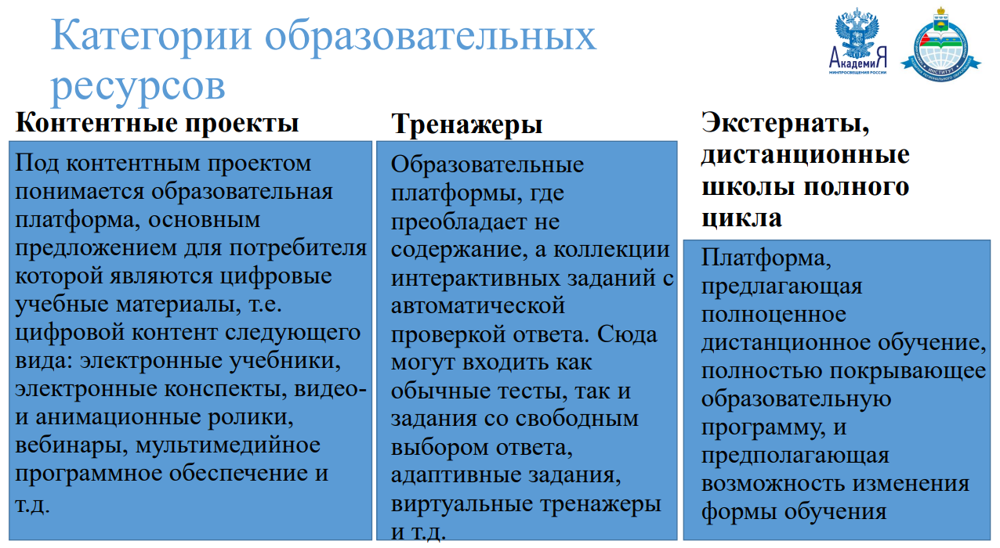 Категории образовательных
ресурсов
АкадемиЯ
МИНПРОСВЕЩЕНИЯ РОССИИ
ИНСТИТУТ
Контентные проекты
Под контентным проектом
понимается образовательная
платформа, основным
предложением для потребителя
которой являются цифровые
учебные материалы, т.е.
цифровой контент следующего
вида: электронные учебники,
электронные конспекты, видео-
и анимационные ролики,
вебинары, мультимедийное
программное обеспечение и
т.д.
Тренажеры
Образовательные
платформы, где
преобладает не
содержание, а коллекции
интерактивных заданий с
автоматической
проверкой ответа. Сюда
могут входить как
обычные тесты, так и
задания со свободным
выбором ответа,
адаптивные задания,
виртуальные тренажеры
и т.д.
Экстернаты,
дистанционные
школы полного
цикла
Платформа,
предлагающая
полноценное
дистанционное обучение,
полностью покрывающее
образовательную
программу, и
предполагающая
возможность изменения
формы обучения